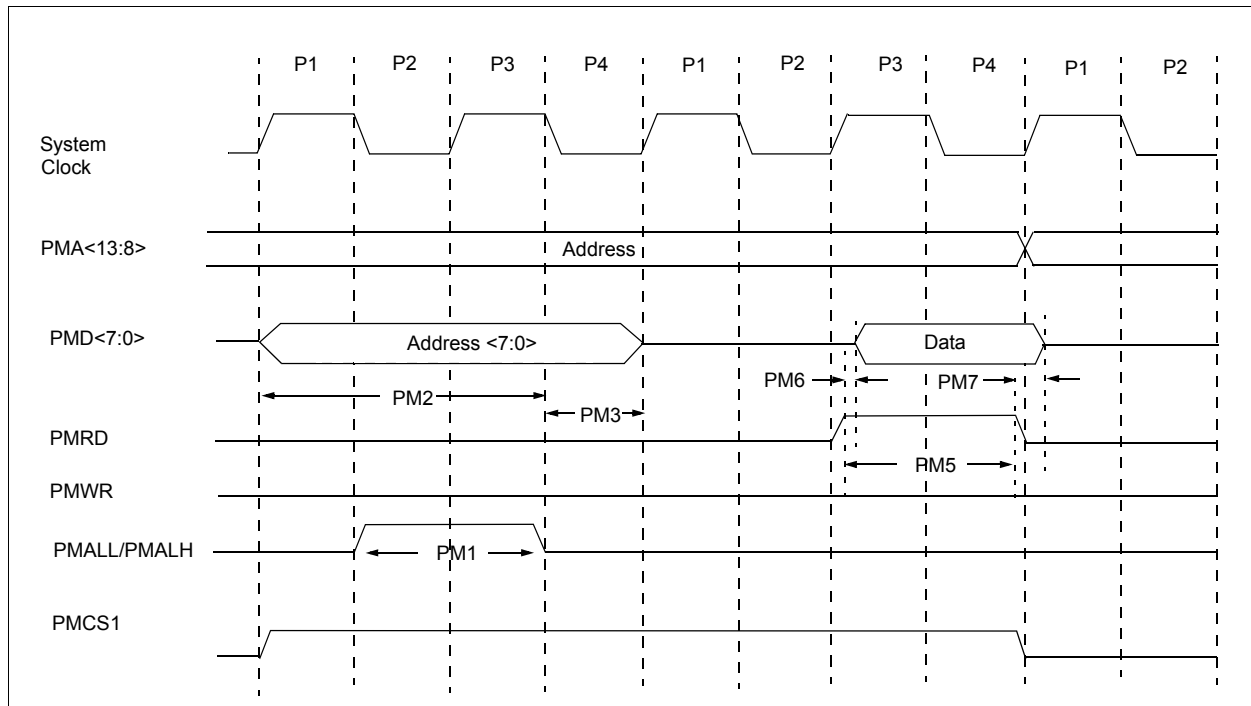 P1 P2 P3 P4 P1 P2 P3 P4 P1 P2
System
Clock
PMA<13:8>
Address
PMD<7:0>
Address <7:0>
Data
PM2
PM3
PM6
PM7
PMRD
PM5
PMWR
PMALL/PMALH
PM1
PMCS1